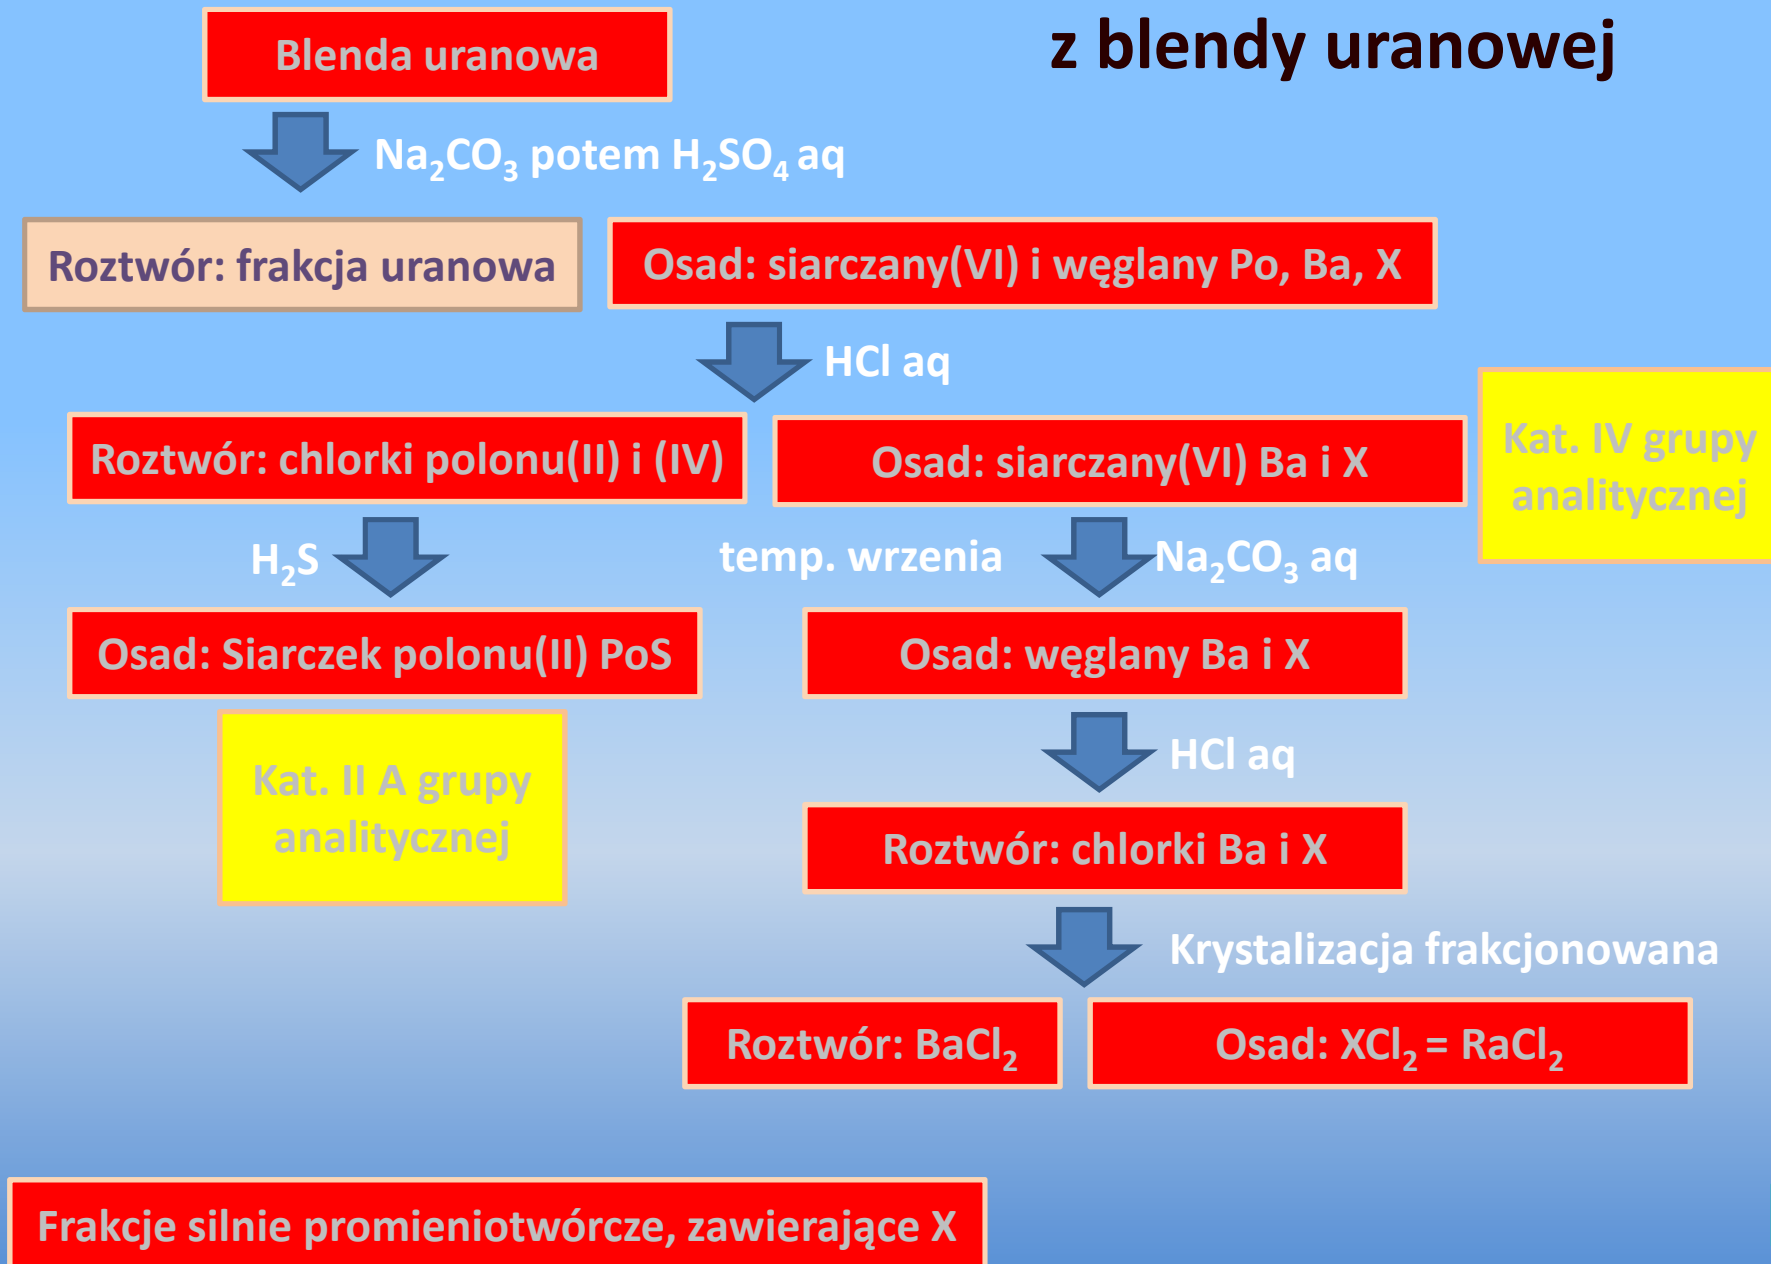 z blendy uranowej
Blenda uranowa
Na₂CO₃ potem H₂SO₄ aq
Roztwór: frakcja uranowa
Osad: siarczany(VI) i węglany Po, Ba, X
HCl aq
Roztwór: chlorki polonu(II) i (IV)
Osad: siarczany(VI) Ba i X
Kat. IV grupy
analitycznej
H₂S
temp. wrzenia
Na₂CO₃ aq
Osad: Siarczek polonu(II) PoS
Osad: węglany Ba i X
Kat. II A grupy
analitycznej
HCl aq
Roztwór: chlorki Ba i X
Krystalizacja frakcjonowana
Roztwór: BaCl₂
Osad: XCl₂ = RaCl₂
Frakcje silnie promieniotwórcze, zawierające X